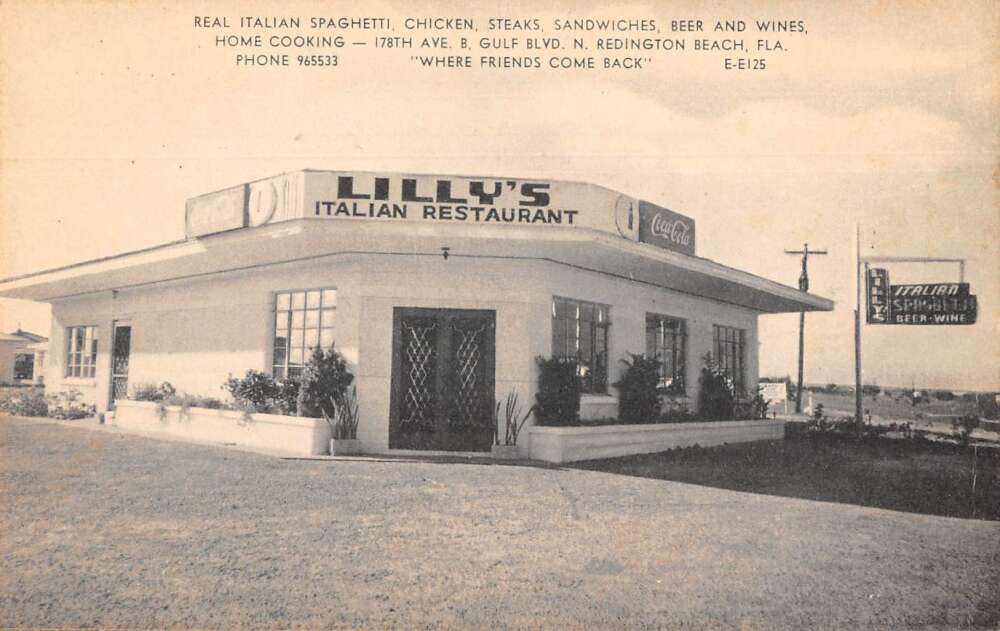 REAL ITALIAN SPAGHETTI, CHICKEN, STEAKS, SANDWICHES, BEER AND WINES,
HOME COOKING — 178TH AVE. B, GULF BLVD. N. REDINGTON BEACH, FLA.
PHONE 965533 "WHERE FRIENDS COME BACK" E-E125
LILLY'S
ITALIAN RESTAURANT
Coca-Cola
LILLY'S
ITALIAN
SPAGHETTI
BEER-WINE